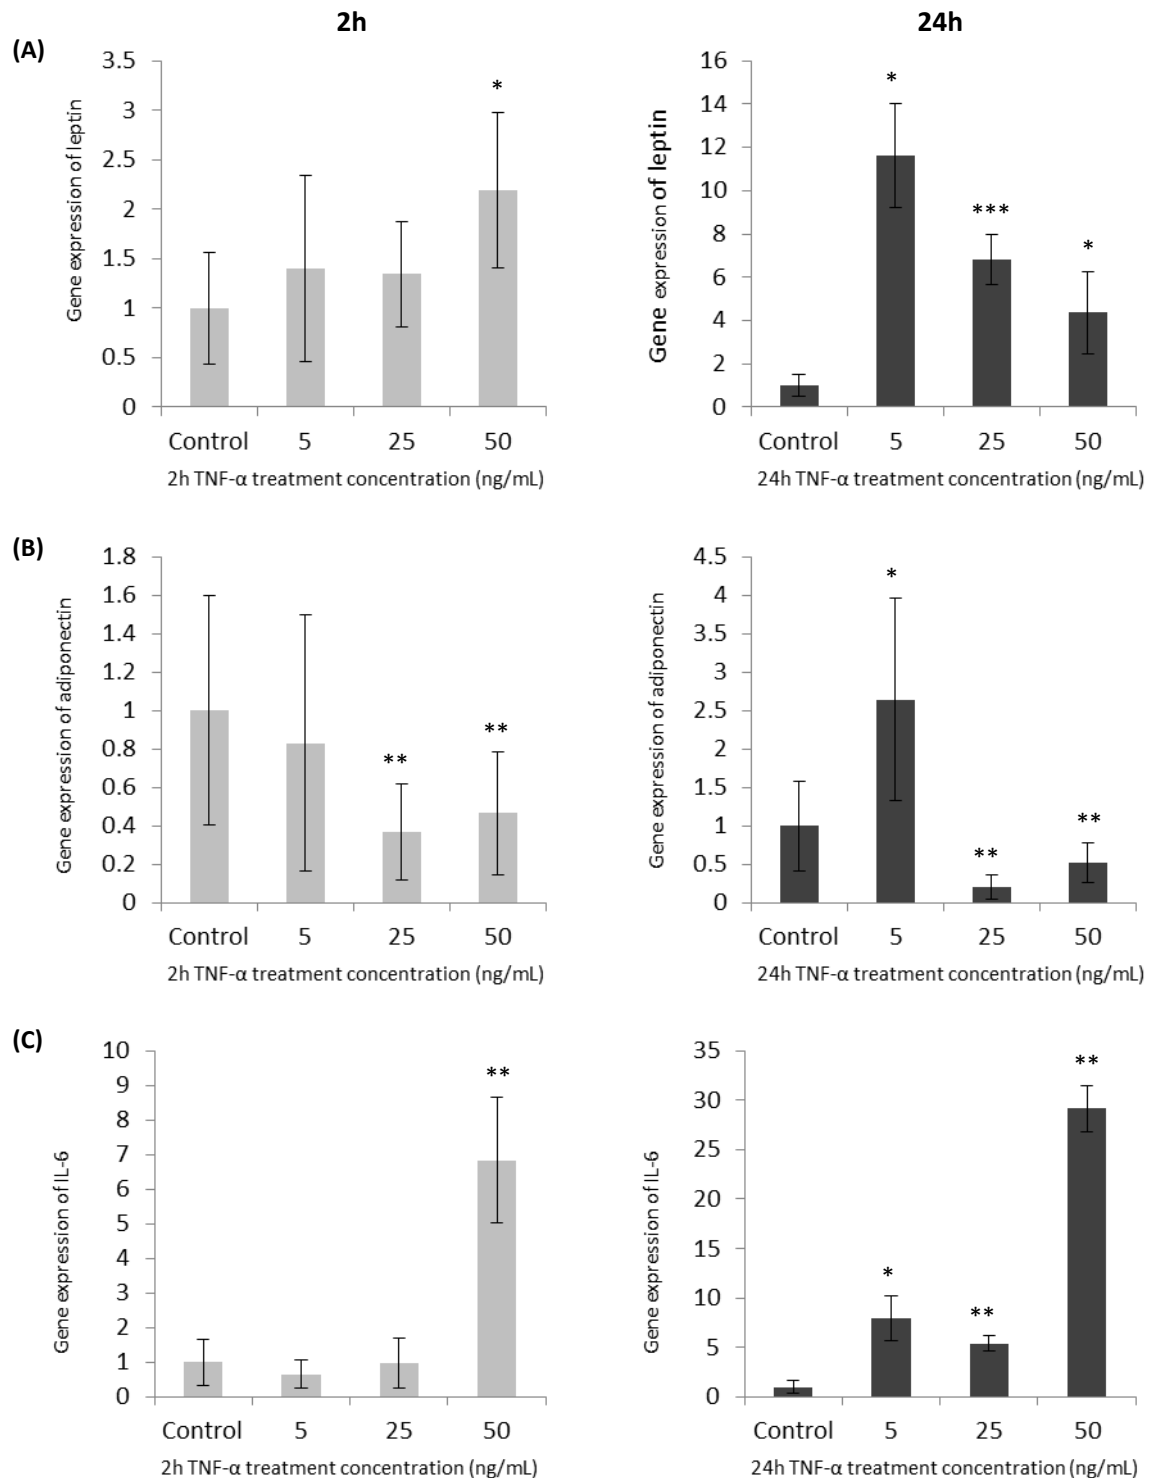 2h 24h
(A)
3.5
3
2.5
2
1.5
1
0.5
0
Gene expression of leptin
*
Control 5 25 50
2h TNF-α treatment concentration (ng/mL)
16
14
12
10
8
6
4
2
0
Gene expression of leptin
* *** *
Control 5 25 50
24h TNF-α treatment concentration (ng/mL)
(B)
1.8
1.6
1.4
1.2
1
0.8
0.6
0.4
0.2
0
Gene expression of adiponectin
** **
Control 5 25 50
2h TNF-α treatment concentration (ng/mL)
4.5
4
3.5
3
2.5
2
1.5
1
0.5
0
Gene expression of adiponectin
* ** **
Control 5 25 50
24h TNF-α treatment concentration (ng/mL)
(C)
10
9
8
7
6
5
4
3
2
1
0
Gene expression of IL-6
**
Control 5 25 50
2h TNF-α treatment concentration (ng/mL)
35
30
25
20
15
10
5
0
Gene expression of IL-6
* ** **
Control 5 25 50
24h TNF-α treatment concentration (ng/mL)